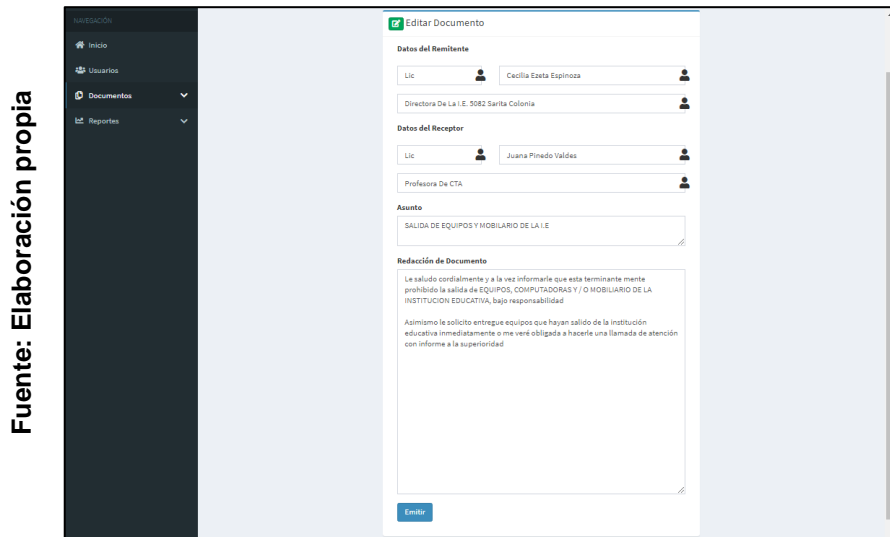 Fuente: Elaboración propia
NAVEGACIÓN
Inicio
Usuarios
Documentos
Reportes
Editar Documento
Datos del Remitente
Lic
Cecilia Ezeta Espinoza
Directora De La I.E. 5082 Sarita Colonia
Datos del Receptor
Lic
Juana Pinedo Valdes
Profesora De CTA
Asunto
SALIDA DE EQUIPOS Y MOBILARIO DE LA I.E
Redacción de Documento
Le saludo cordialmente y a la vez informarle que esta terminante mente
prohibido la salida de EQUIPOS, COMPUTADORAS Y / O MOBILIARIO DE LA
INSTITUCION EDUCATIVA, bajo responsabilidad
Asimismo le solicito entregue equipos que hayan salido de la institución
educativa inmediatamente o me veré obligada a hacerle una llamada de atención
con informe a la superioridad
Emitir